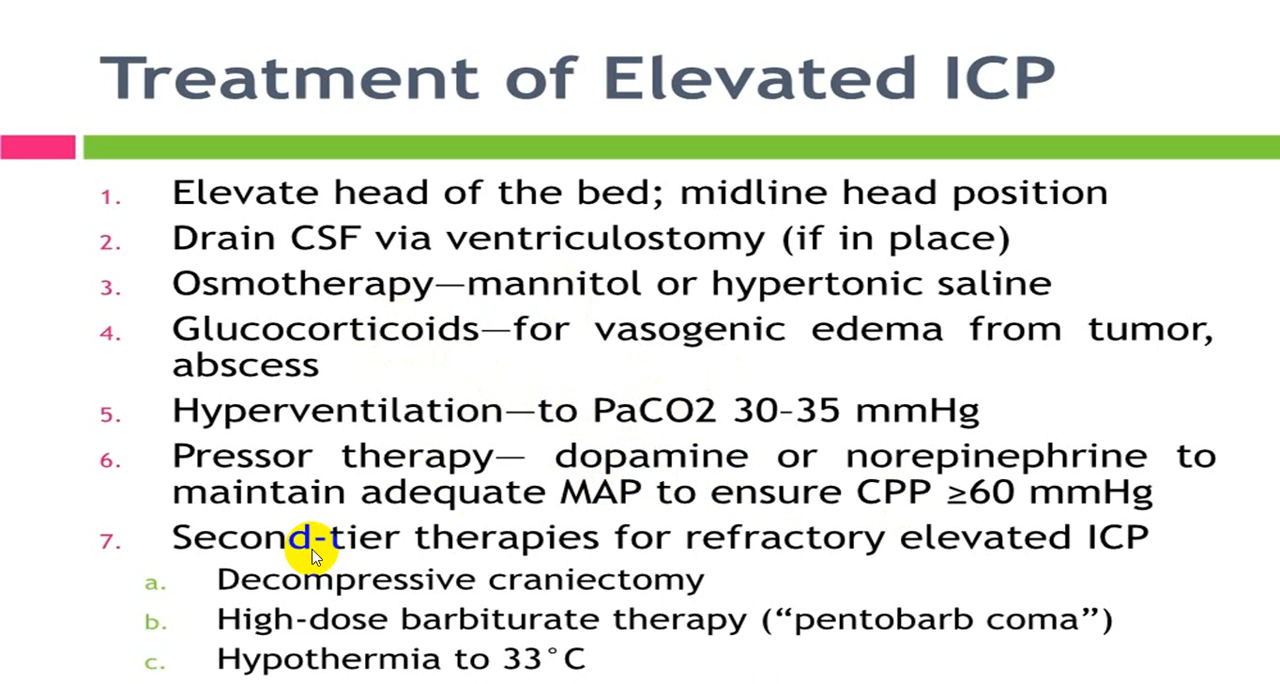 Treatment of Elevated ICP
1. Elevate head of the bed; midline head position
2. Drain CSF via ventriculostomy (if in place)
3. Osmotherapy—mannitol or hypertonic saline
4. Glucocorticoids—for vasogenic edema from tumor,
abscess
5. Hyperventilation—to PaCO2 30-35 mmHg
6. Pressor therapy— dopamine or norepinephrine to
maintain adequate MAP to ensure CPP ≥60 mmHg
7. Second-tier therapies for refractory elevated ICP
a. Decompressive craniectomy
b. High-dose barbiturate therapy (“pentobarb coma”)
c. Hypothermia to 33°C